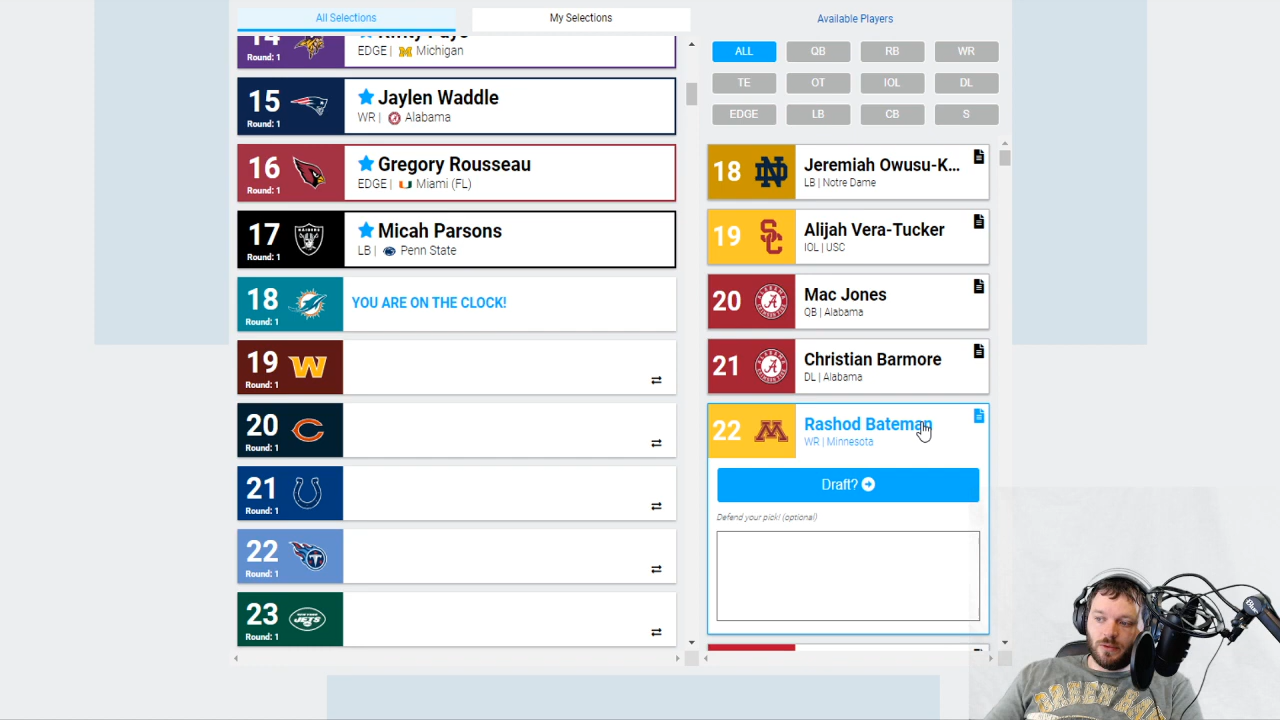 All Selections
My Selections
Available Players
14
Round: 1
EDGE | Michigan
15
Round: 1
Jaylen Waddle
WR | Alabama
16
Round: 1
Gregory Rousseau
EDGE | Miami (FL)
17
Round: 1
Micah Parsons
LB | Penn State
18
Round: 1
YOU ARE ON THE CLOCK!
19
Round: 1
20
Round: 1
21
Round: 1
22
Round: 1
23
Round: 1
ALL QB RB WR
TE OT IOL DL
EDGE LB CB S
18
Jeremiah Owusu-K...
LB | Notre Dame
19
Alijah Vera-Tucker
IOL | USC
20
Mac Jones
QB | Alabama
21
Christian Barmore
DL | Alabama
22
Rashod Bateman
WR | Minnesota
Draft?
Defend your pick! (optional)